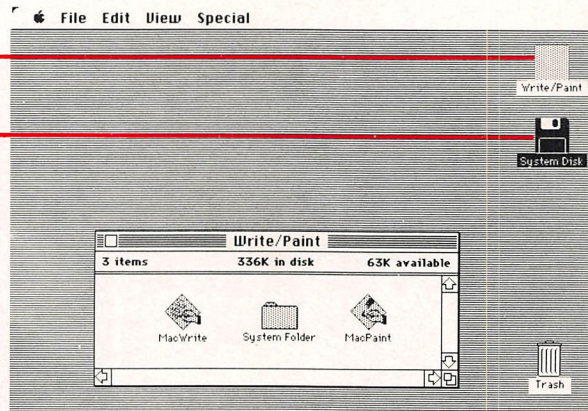 File Edit View Special
Write/Paint
System Disk
Write/Paint
3 items 336K in disk 63K available
MacWrite System Folder MacPaint
Trash